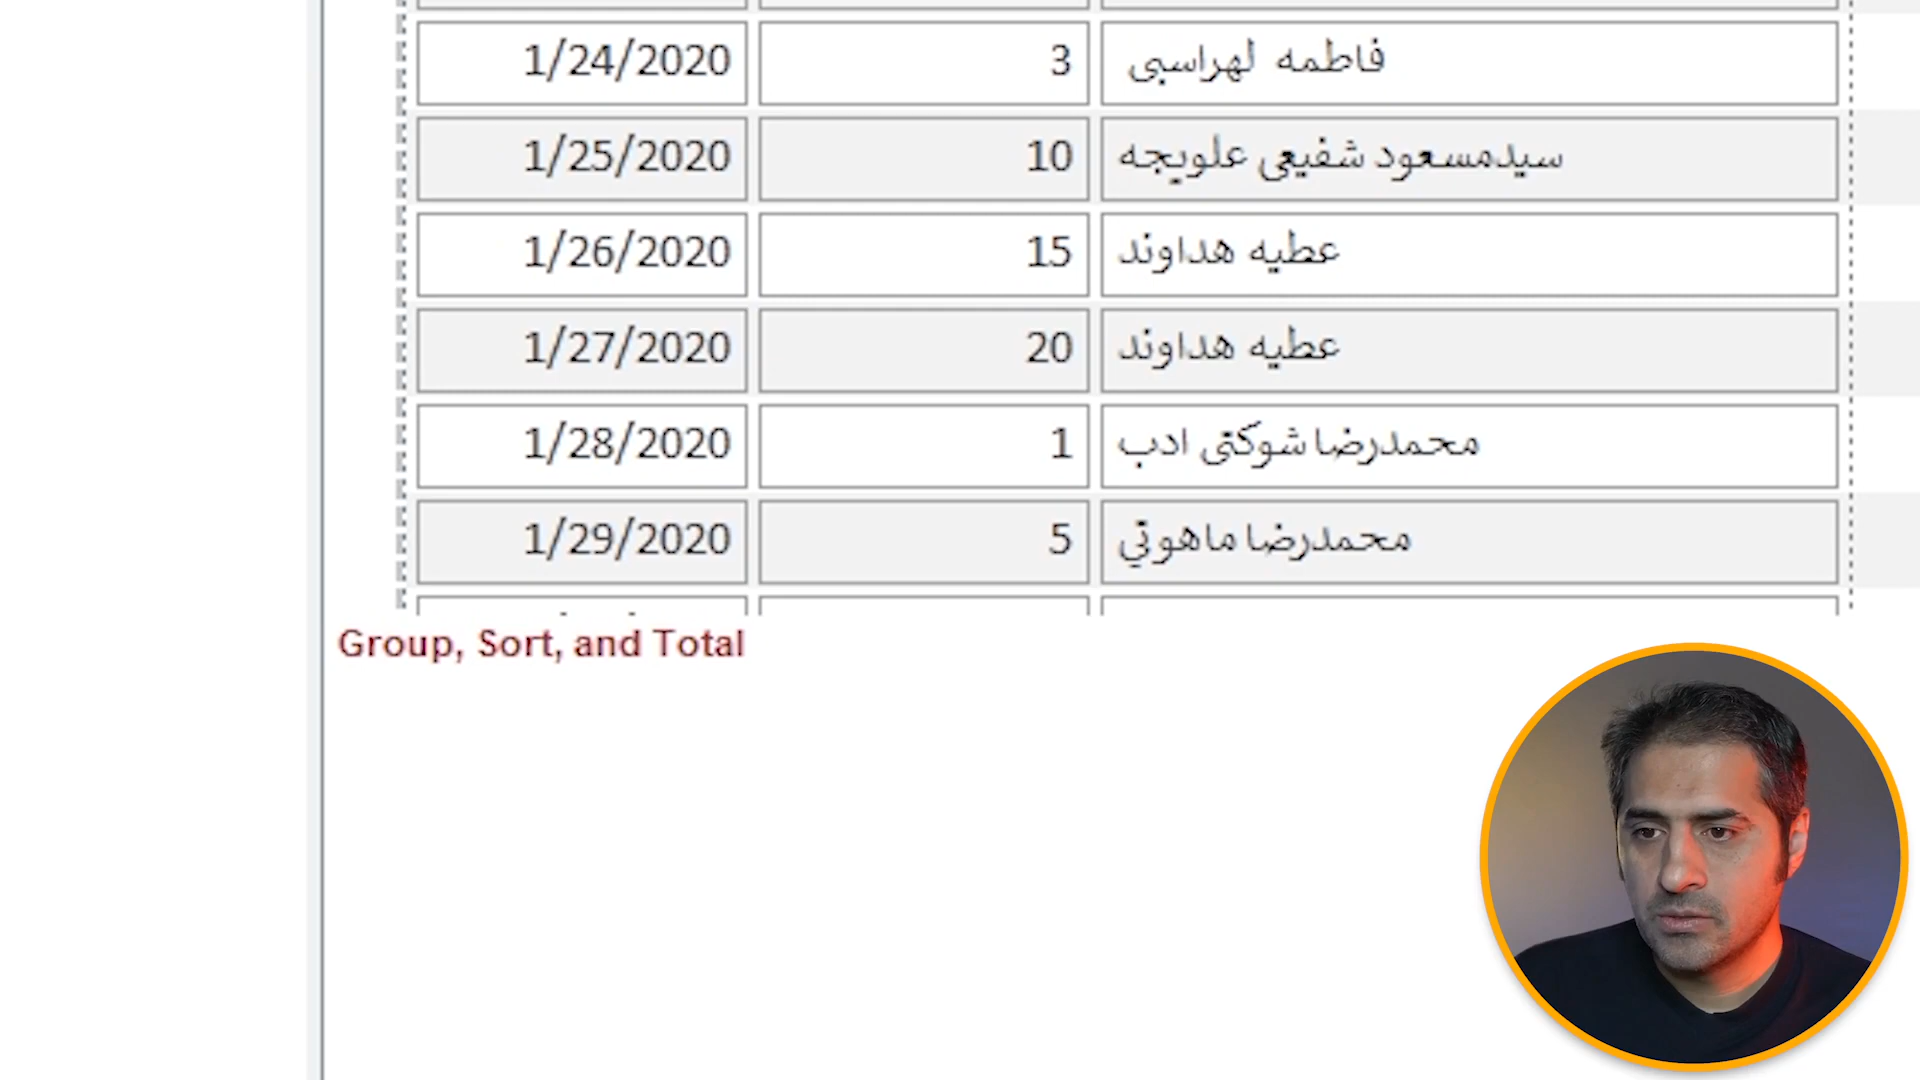 1/24/2020 3 فاطمه لهراسبی
1/25/2020 10 سیدمسعود شفیعی علویجه
1/26/2020 15 عطیه هداوند
1/27/2020 20 عطیه هداوند
1/28/2020 1 محمدرضا شوکتی ادب
1/29/2020 5 محمدرضا ماهوتي
Group, Sort, and Total